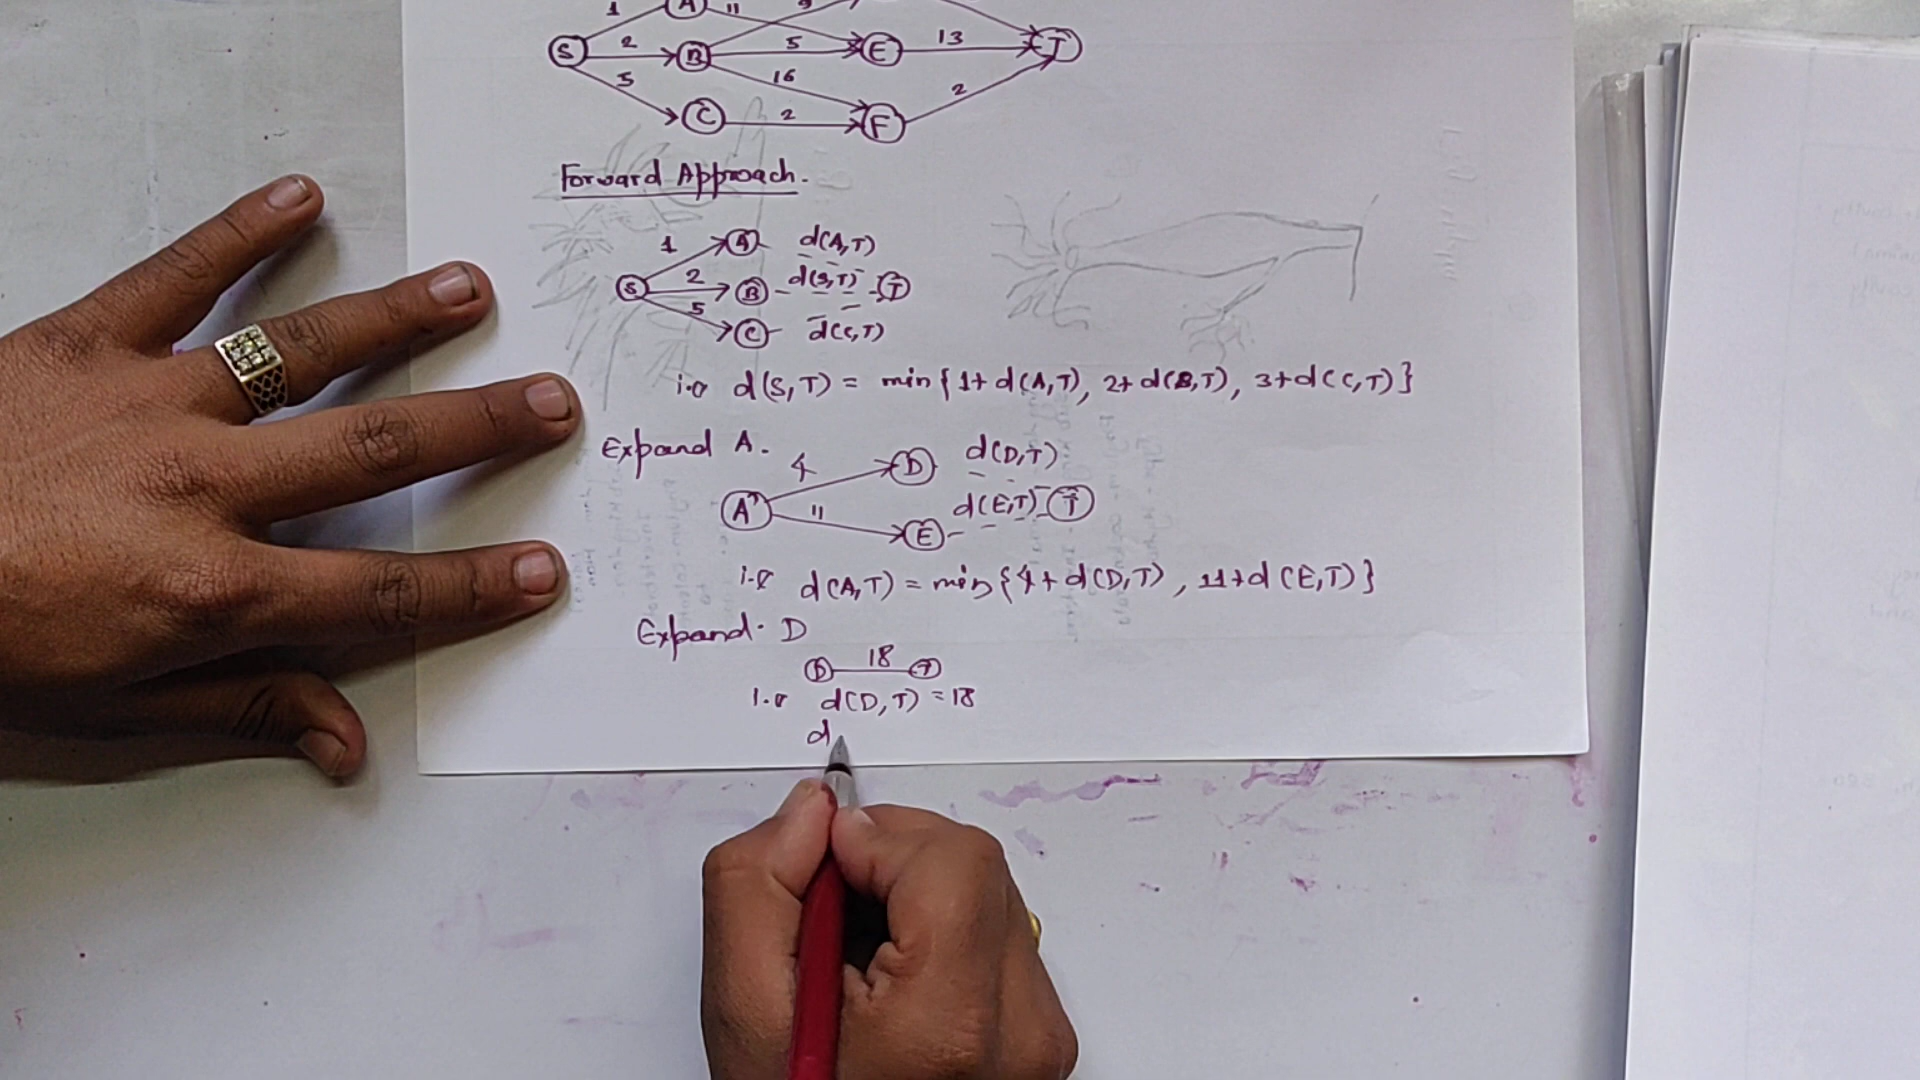 1 A 11 9
S 2 B 5 E 13 T
5 16 2
C 2 F
Forward Approach.
1 A d(A,T)
S 2 B d(S,T) T
5 C d(C,T)
i.e d(S,T) = min{1+d(A,T), 2+d(B,T), 3+d(C,T)}
Expand A.
4 D d(D,T)
A 11 E d(E,T) T
i.e d(A,T) = min{4+d(D,T), 11+d(E,T)}
Expand. D
D 18 T
i.e d(D,T) = 18
d